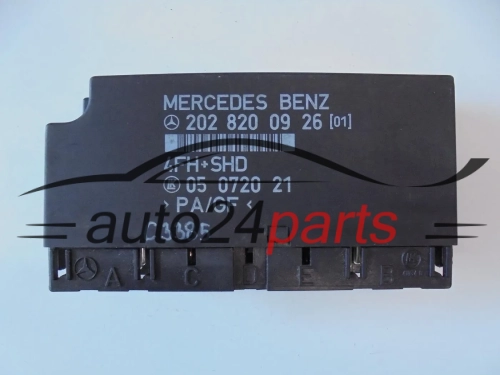 MERCEDES BENZ
202 820 09 26 [01]
4FH+SHD
05 0720 21
> PA/GF <
auto24parts
A C D E B